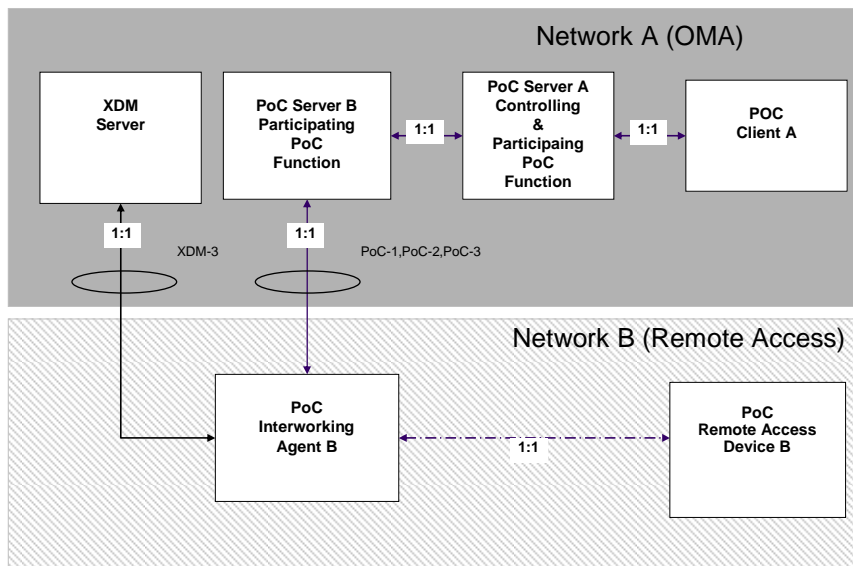 Network A (OMA)
XDM
Server
PoC Server B
Participating
PoC
Function
PoC Server A
Controlling
&
Participaing
PoC
Function
POC
Client A
1:1
1:1
1:1
1:1
XDM-3
PoC-1,PoC-2,PoC-3
Network B (Remote Access)
PoC
Interworking
Agent B
PoC
Remote Access
Device B
1:1